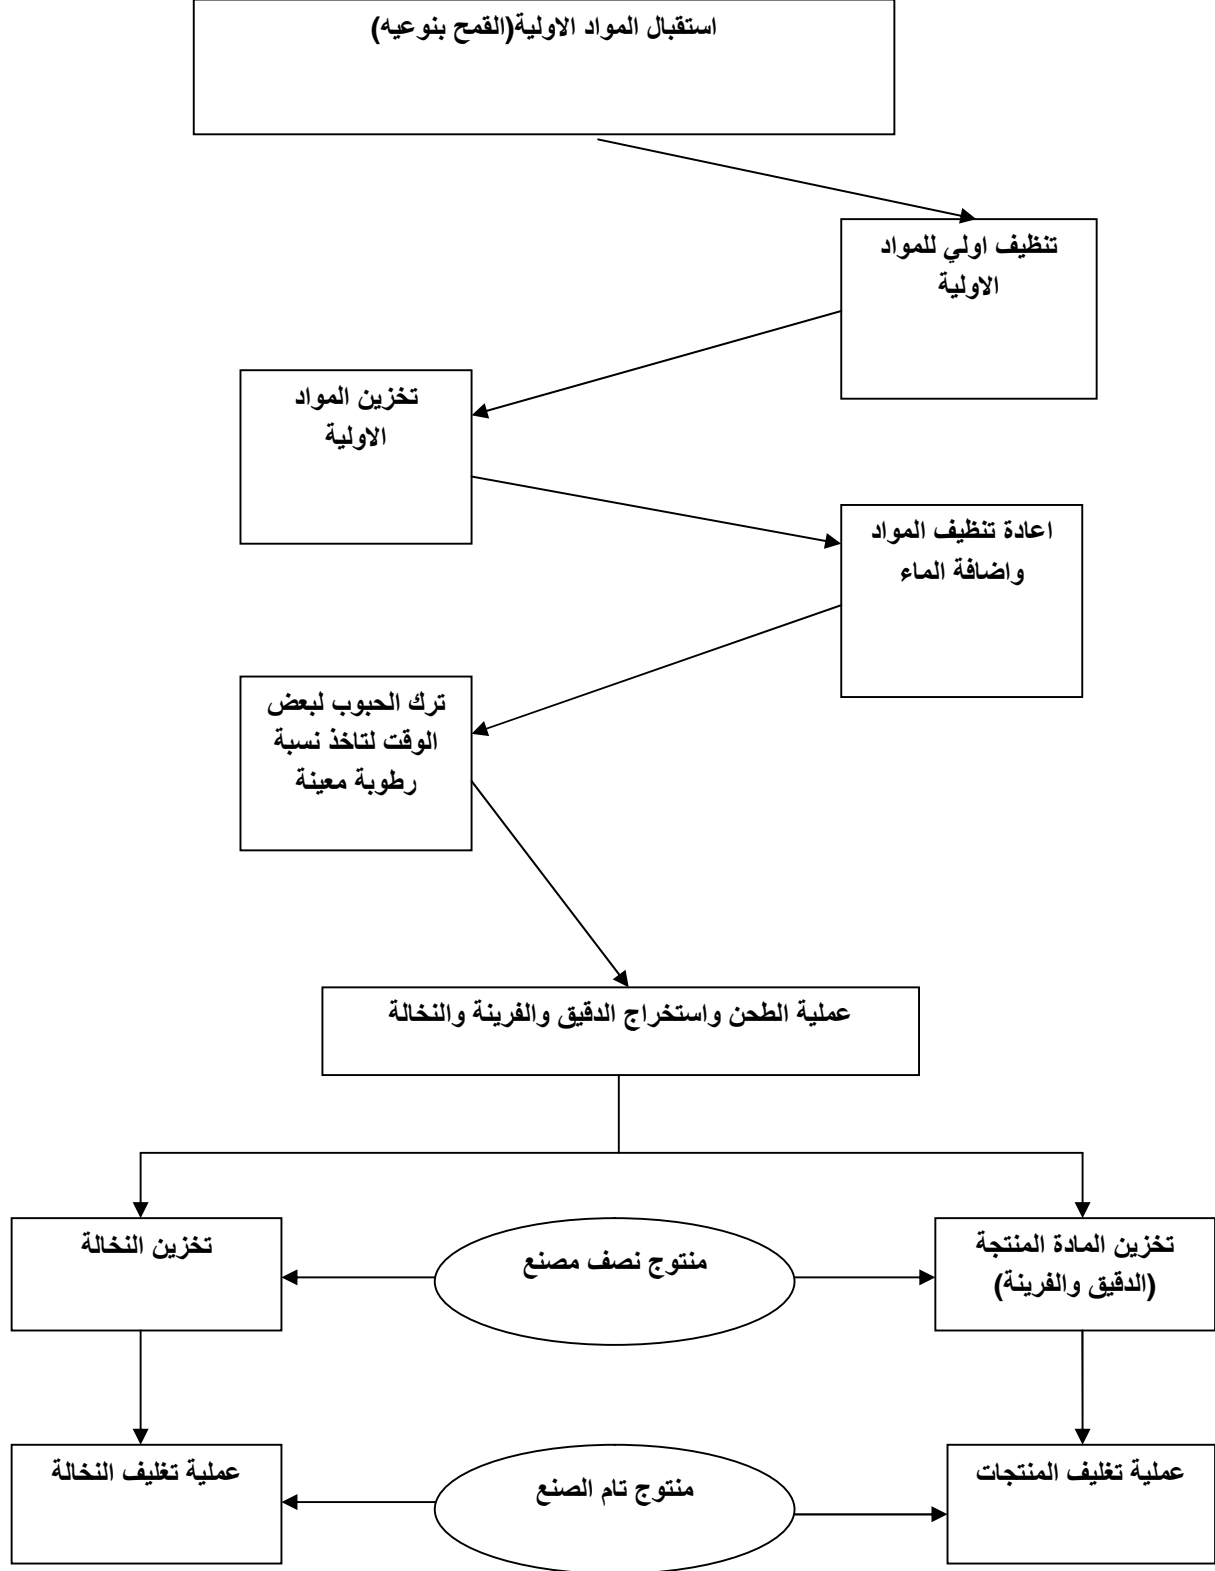 استقبال المواد الاولية(القمح بنوعيه)
تنظيف اولي للمواد
الاولية
تخزين المواد
الاولية
اعادة تنظيف المواد
واضافة الماء
ترك الحبوب لبعض
الوقت لتاخذ نسبة
رطوبة معينة
عملية الطحن واستخراج الدقيق والفرينة والنخالة
تخزين المادة المنتجة
(الدقيق والفرينة)
منتوج نصف مصنع
تخزين النخالة
عملية تغليف المنتجات
منتوج تام الصنع
عملية تغليف النخالة